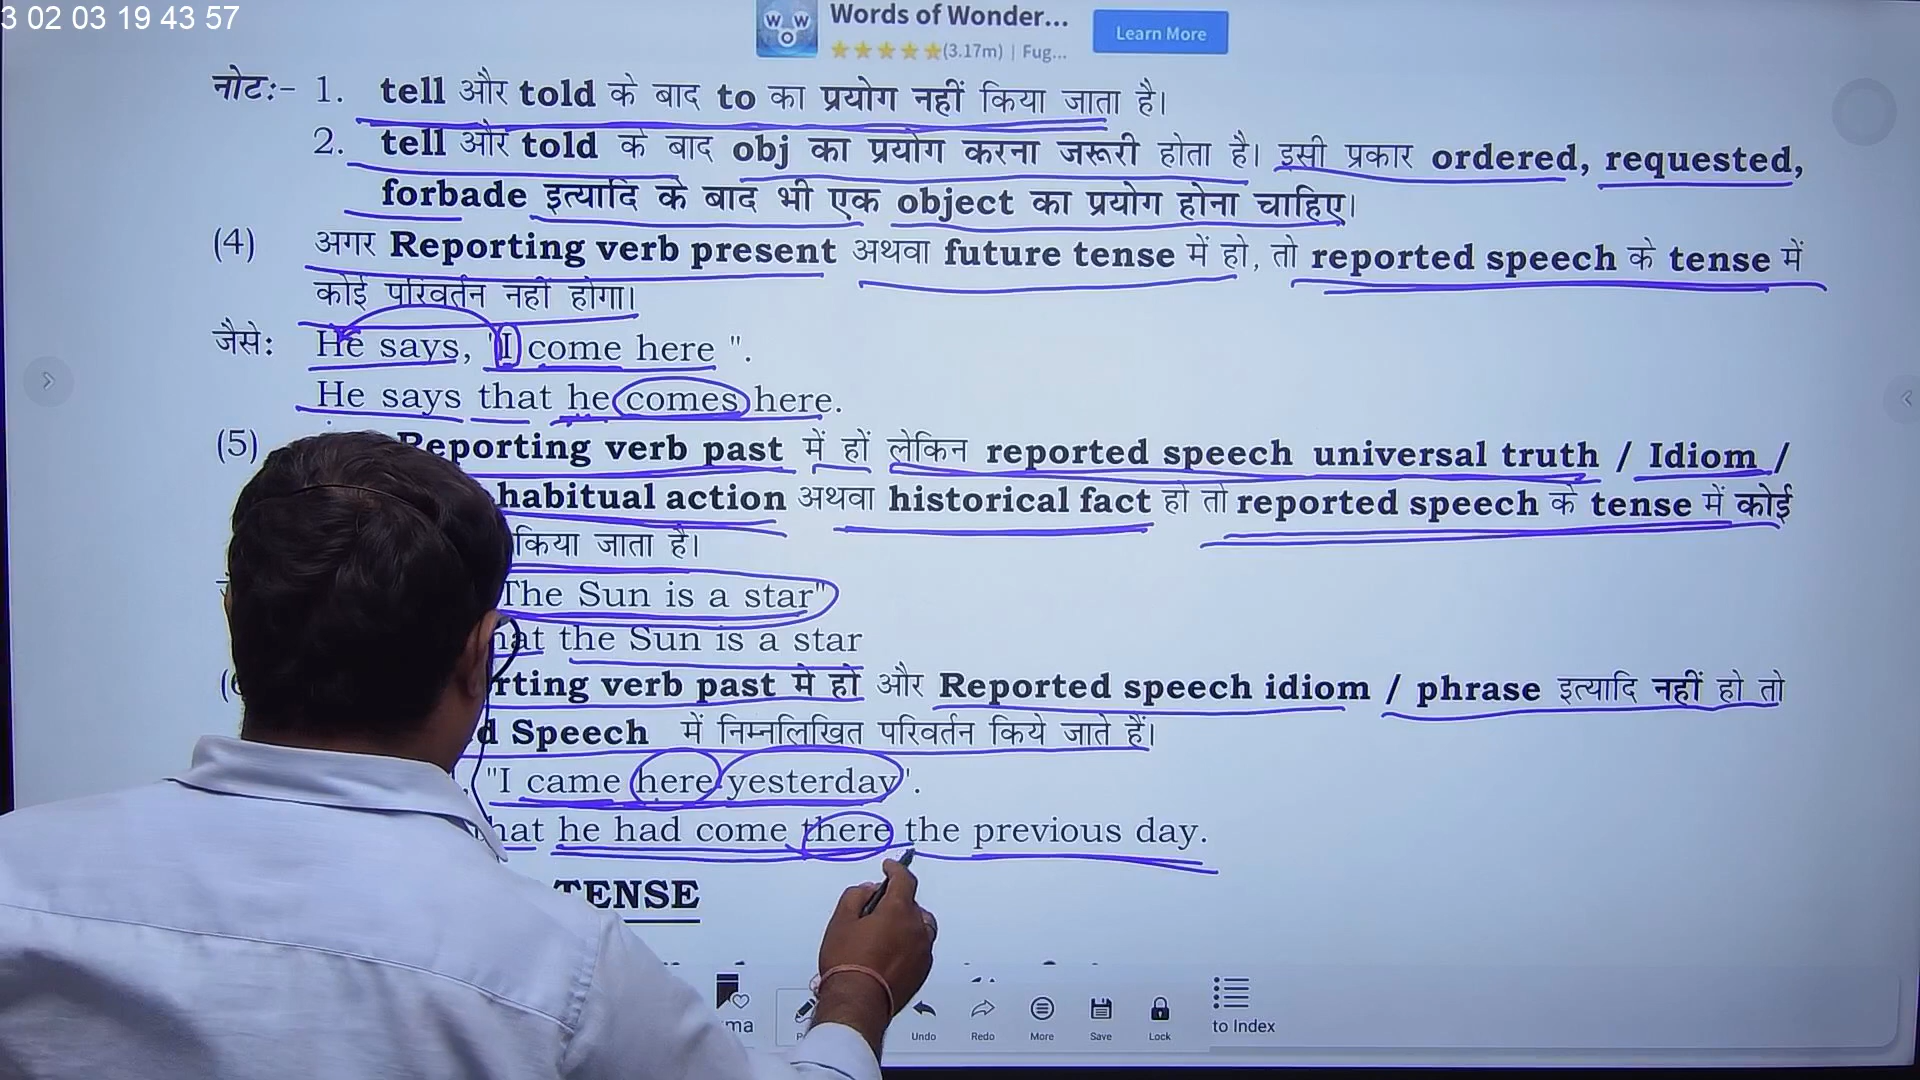 3 02 03 19 43 57
Words of Wonder...
(3.17m) | Fug...
Learn More
नोट:- 1. tell और told के बाद to का प्रयोग नहीं किया जाता है।
2. tell और told के बाद obj का प्रयोग करना जरूरी होता है। इसी प्रकार ordered, requested,
forbade इत्यादि के बाद भी एक object का प्रयोग होना चाहिए।
(4) अगर Reporting verb present अथवा future tense में हो, तो reported speech के tense में
कोई परिवर्तन नहीं होगा।
जैसे: He says, "I come here ".
He says that he comes here.
(5) Reporting verb past में हों लेकिन reported speech universal truth / Idiom /
habitual action अथवा historical fact हो तो reported speech के tense में कोई
किया जाता है।
The Sun is a star"
hat the Sun is a star
rting verb past मे हो और Reported speech idiom / phrase इत्यादि नहीं हो तो
d Speech में निम्नलिखित परिवर्तन किये जाते हैं।
, "I came here yesterday".
hat he had come there the previous day.
TENSE
Undo Redo More Save Lock
to Index